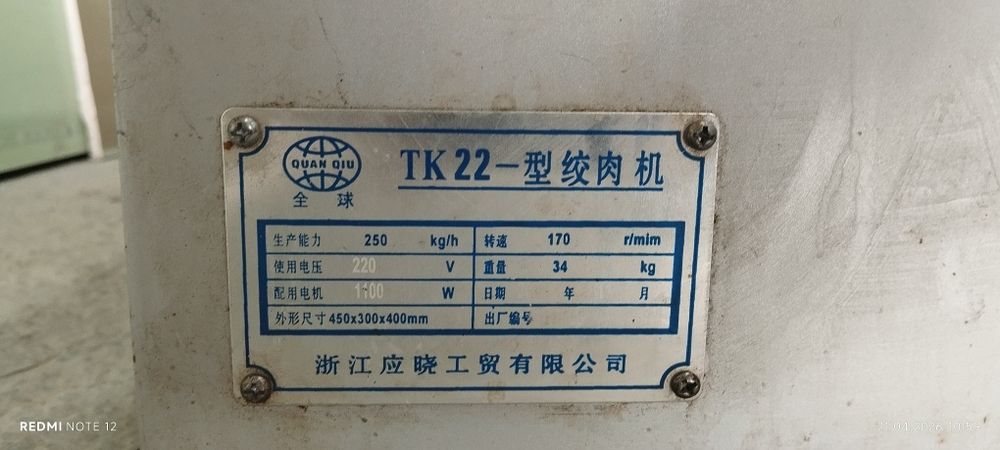 QUAN QIU
全球
TK22-型绞肉机
生产能力 250 kg/h 转速 170 r/mim
使用电压 220 V 重量 34 kg
配用电机 1100 W 日期 年 月
外形尺寸 450x300x400mm 出厂编号
浙江应晓工贸有限公司
REDMI NOTE 12